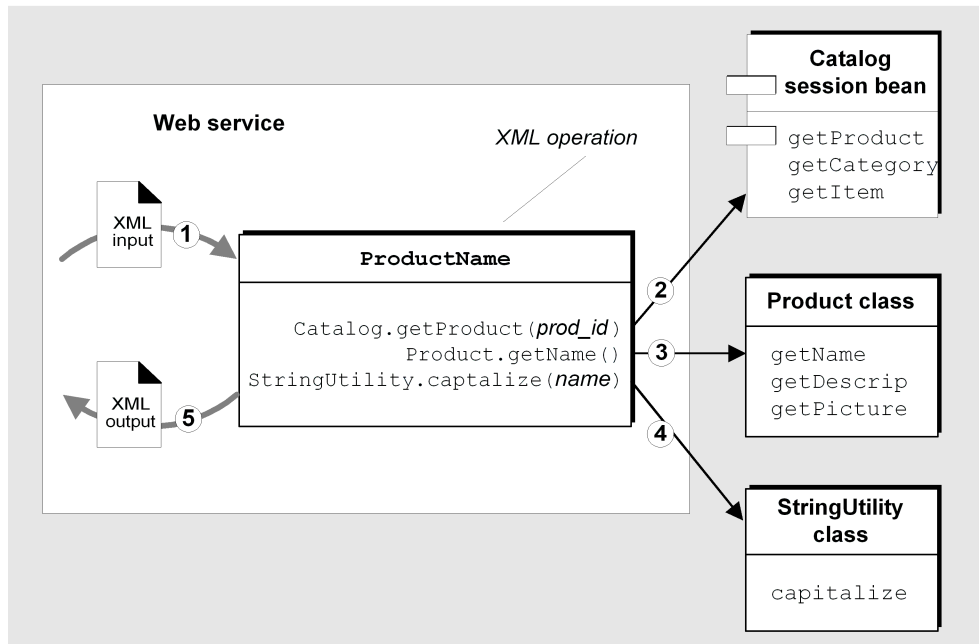 Web service
XML operation
XML
input
1
ProductName
Catalog.getProduct(prod_id)
Product.getName()
StringUtility.captalize(name)
XML
output
5
2
3
4
Catalog
session bean
getProduct
getCategory
getItem
Product class
getName
getDescrip
getPicture
StringUtility
class
capitalize